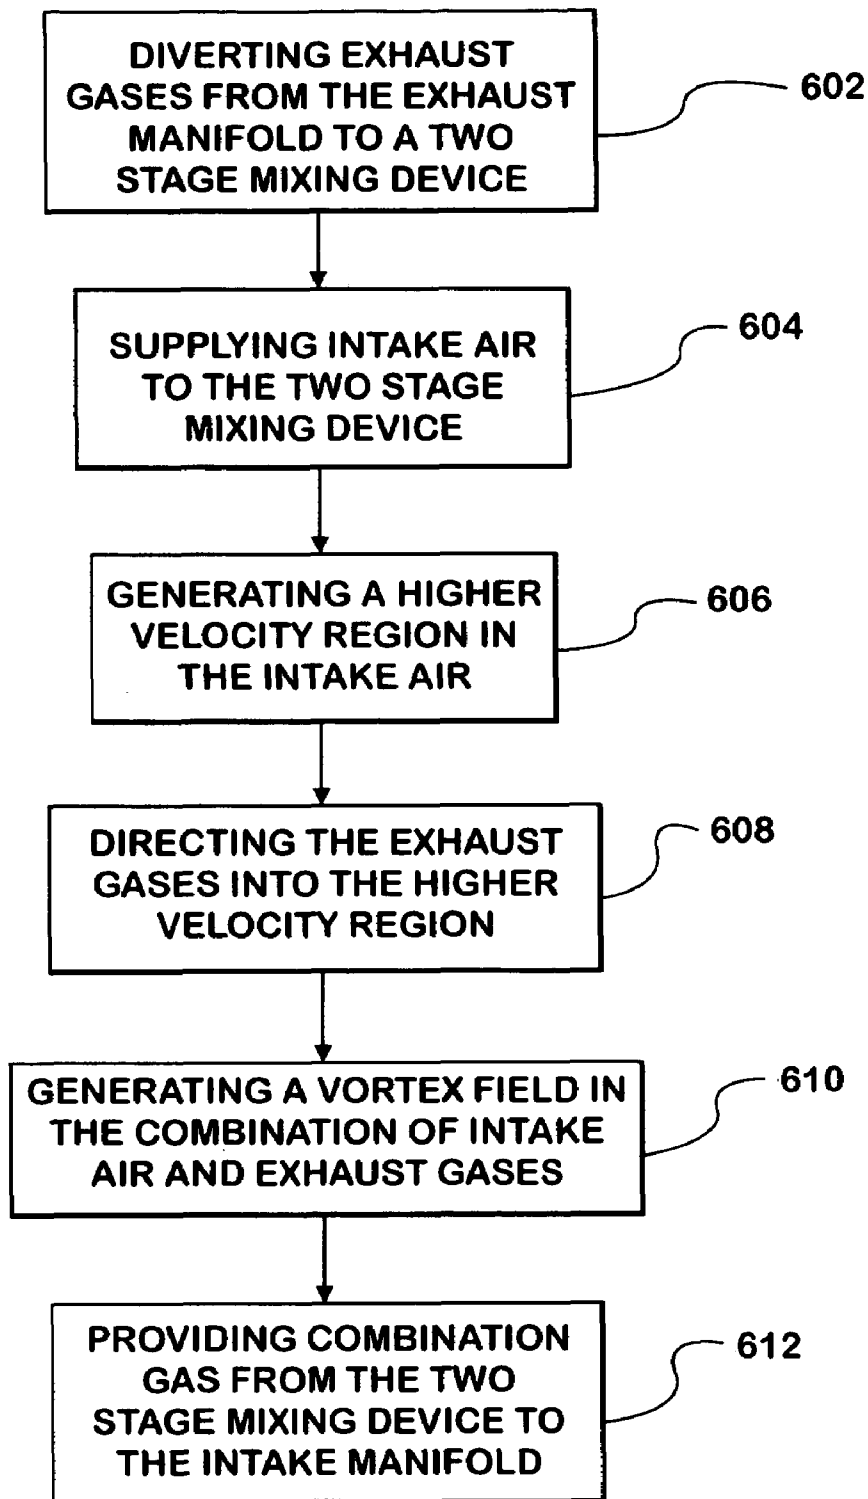 DIVERTING EXHAUST
GASES FROM THE EXHAUST
MANIFOLD TO A TWO
STAGE MIXING DEVICE
602
SUPPLYING INTAKE AIR
TO THE TWO STAGE
MIXING DEVICE
604
GENERATING A HIGHER
VELOCITY REGION IN
THE INTAKE AIR
606
DIRECTING THE EXHAUST
GASES INTO THE HIGHER
VELOCITY REGION
608
GENERATING A VORTEX FIELD IN
THE COMBINATION OF INTAKE
AIR AND EXHAUST GASES
610
PROVIDING COMBINATION
GAS FROM THE TWO
STAGE MIXING DEVICE TO
THE INTAKE MANIFOLD
612